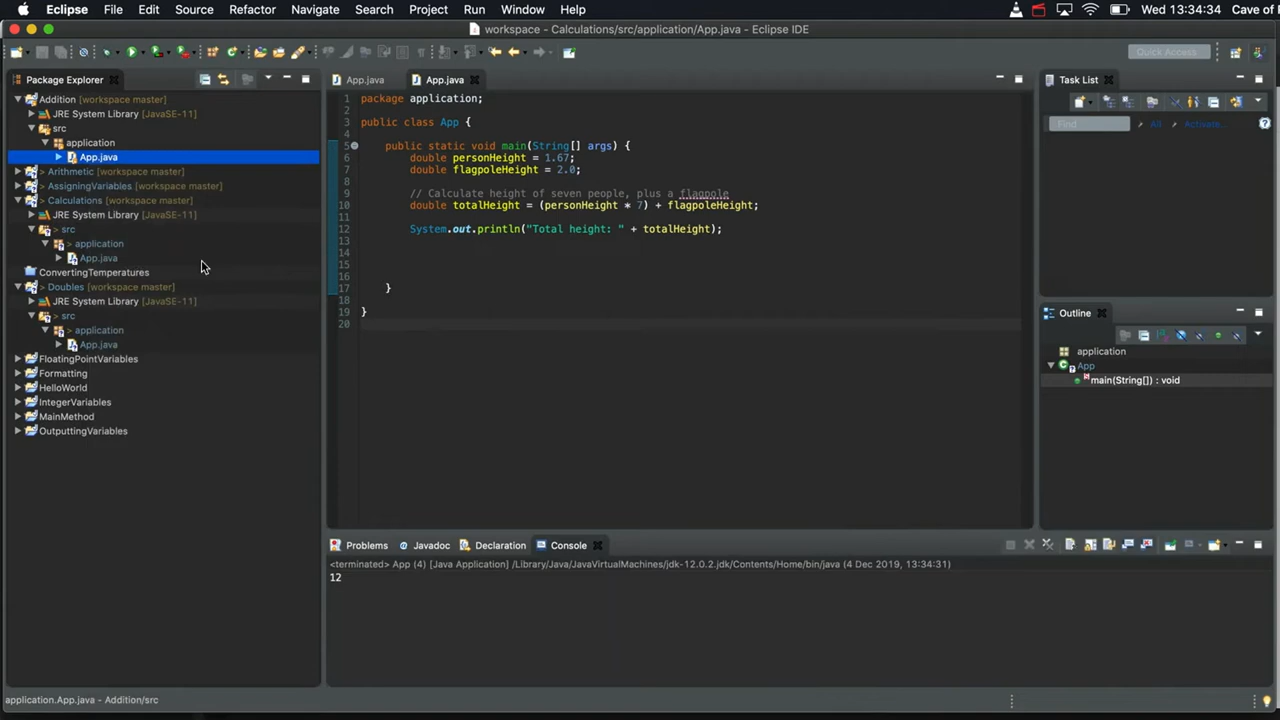 Eclipse File Edit Source Refactor Navigate Search Project Run Window Help Wed 13:34:34 Cave of
workspace - Calculations/src/application/App.java - Eclipse IDE
Quick Access
Package Explorer
Addition [workspace master]
JRE System Library [JavaSE-11]
src
application
App.java
> Arithmetic [workspace master]
> AssigningVariables [workspace master]
> Calculations [workspace master]
JRE System Library [JavaSE-11]
> src
> application
App.java
ConvertingTemperatures
> Doubles [workspace master]
JRE System Library [JavaSE-11]
> src
> application
App.java
FloatingPointVariables
Formatting
HelloWorld
IntegerVariables
MainMethod
OutputtingVariables
App.java App.java
1 package application;
2
3 public class App {
4
5 public static void main(String[] args) {
6 double personHeight = 1.67;
7 double flagpoleHeight = 2.0;
8
9 // Calculate height of seven people, plus a flagpole
10 double totalHeight = (personHeight * 7) + flagpoleHeight;
11
12 System.out.println("Total height: " + totalHeight);
13
14
15
16
17 }
18
19 }
20
Task List
Find All Activate...
Outline
application
App
main(String[]) : void
Problems Javadoc Declaration Console
<terminated> App (4) [Java Application] /Library/Java/JavaVirtualMachines/jdk-12.0.2.jdk/Contents/Home/bin/java (4 Dec 2019, 13:34:31)
12
application.App.java - Addition/src